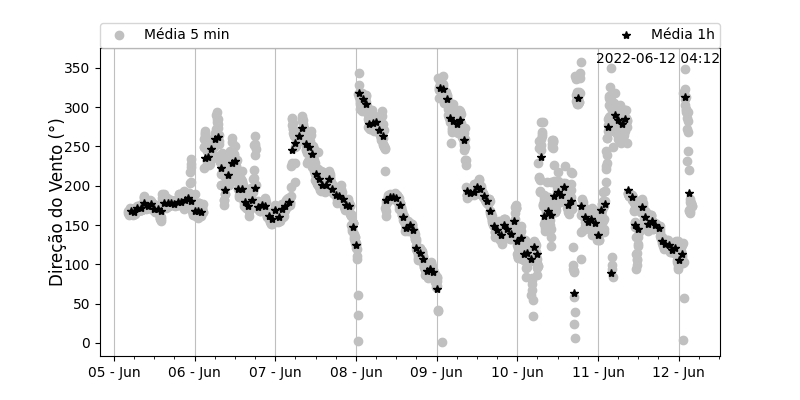 Média 5 min
Média 1h
2022-06-12 04:12
Direção do Vento (°)
350
300
250
200
150
100
50
0
05 - Jun
06 - Jun
07 - Jun
08 - Jun
09 - Jun
10 - Jun
11 - Jun
12 - Jun